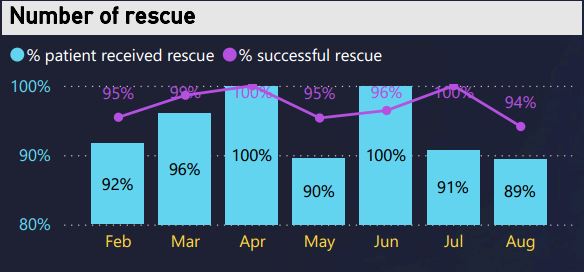 Number of rescue
% patient received rescue % successful rescue
100%
95% 99% 100% 95% 96% 100% 94%
90%
92% 96% 100% 90% 100% 91% 89%
80%
Feb Mar Apr May Jun Jul Aug